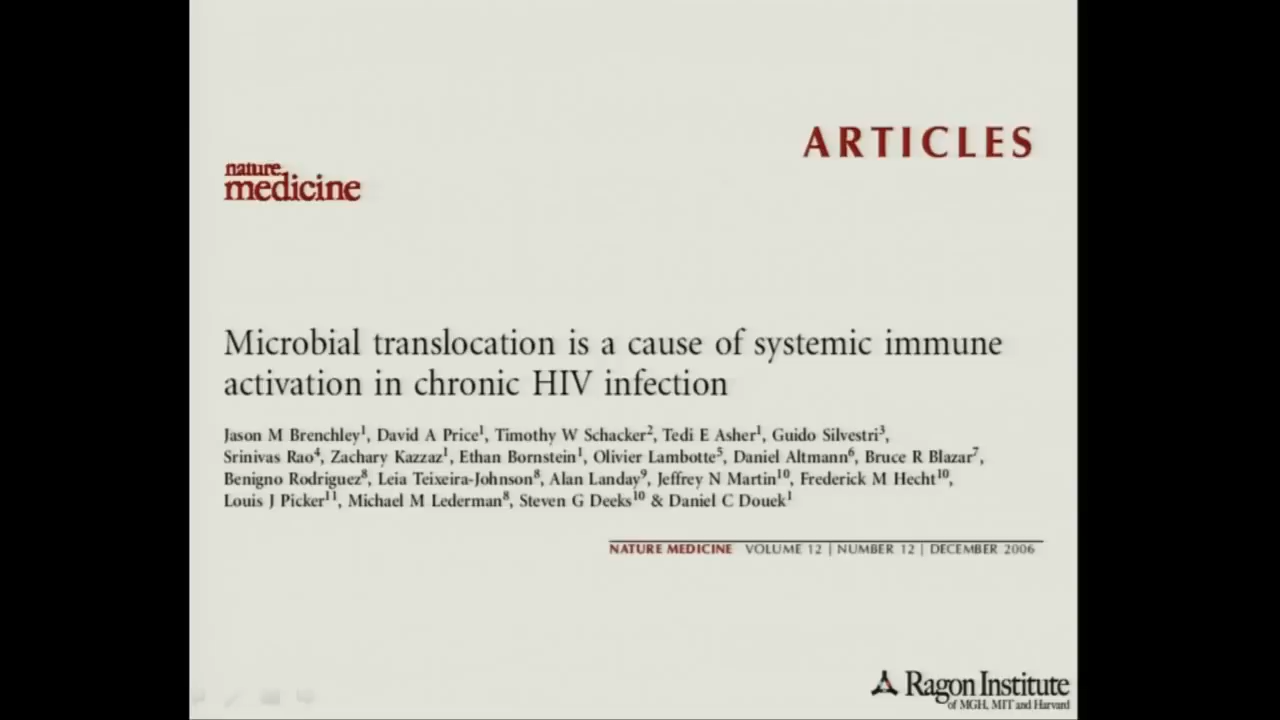 ARTICLES
nature
medicine
Microbial translocation is a cause of systemic immune
activation in chronic HIV infection
Jason M Brenchley1, David A Price1, Timothy W Schacker2, Tedi E Asher1, Guido Silvestri3,
Srinivas Rao4, Zachary Kazzaz1, Ethan Bornstein1, Olivier Lambotte5, Daniel Altmann6, Bruce R Blazar7,
Benigno Rodriguez8, Leia Teixeira-Johnson8, Alan Landay9, Jeffrey N Martin10, Frederick M Hecht10,
Louis J Picker11, Michael M Lederman8, Steven G Deeks10 & Daniel C Douek1
NATURE MEDICINE VOLUME 12 | NUMBER 12 | DECEMBER 2006
Ragon Institute
of MGH, MIT and Harvard